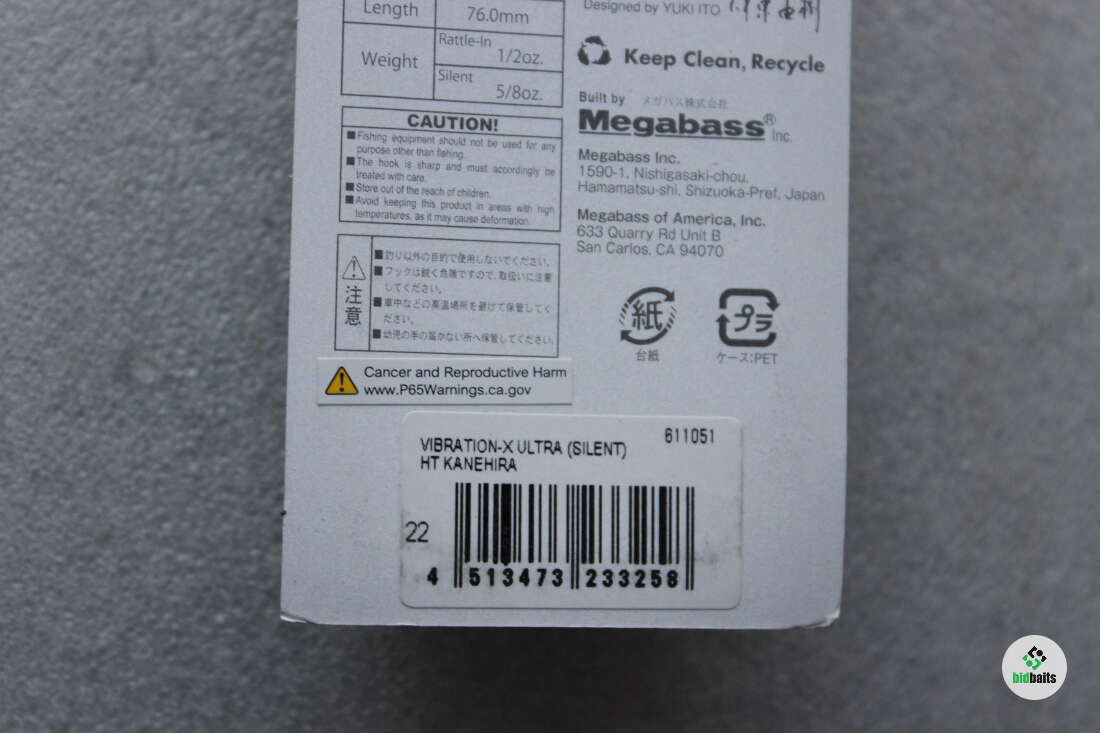 Length 76.0mm
Weight
Rattle-In
1/2oz.
Silent
5/8oz.
CAUTION!
■Fishing equipment should not be used for any
purpose other than fishing.
■The hook is sharp and must accordingly be
treated with care.
■Store out of the reach of children.
■Avoid keeping this product in areas with high
temperatures, as it may cause deformation.
注意
■釣り以外の目的で使用しないでください。
■フックは鋭く危険ですので、取扱いに注意
してください。
■車中などの高温場所を避けて保管してく
ださい。
■幼児の手の届かない所へ保管してください。
Cancer and Reproductive Harm
www.P65Warnings.ca.gov
Designed by YUKI ITO
Keep Clean, Recycle
Built by メガバス株式会社
Megabass® Inc.
Megabass Inc.
1590-1, Nishigasaki-chou,
Hamamatsu-shi, Shizuoka-Pref, Japan
Megabass of America, Inc.
633 Quarry Rd Unit B
San Carlos, CA 94070
紙
台紙
プラ
ケース:PET
VIBRATION-X ULTRA (SILENT) 611051
HT KANEHIRA
22
4 513473 233258
bidbaits